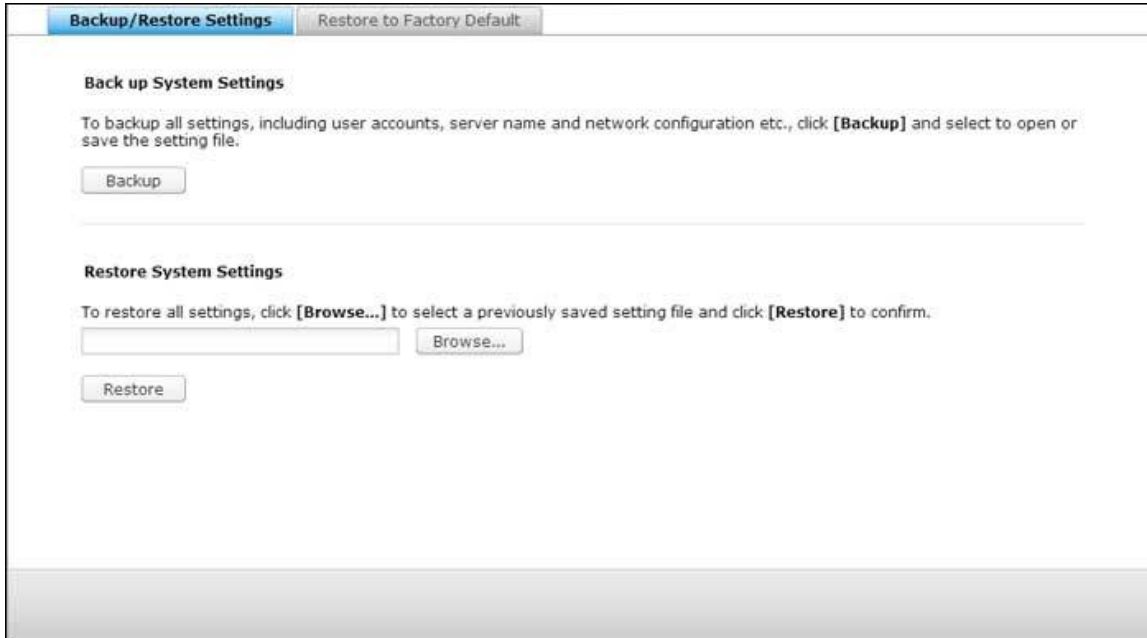 Backup/Restore Settings
Restore to Factory Default
Back up System Settings
To backup all settings, including user accounts, server name and network configuration etc., click [Backup] and select to open or
save the setting file.
Backup
Restore System Settings
To restore all settings, click [Browse...] to select a previously saved setting file and click [Restore] to confirm.
Browse...
Restore